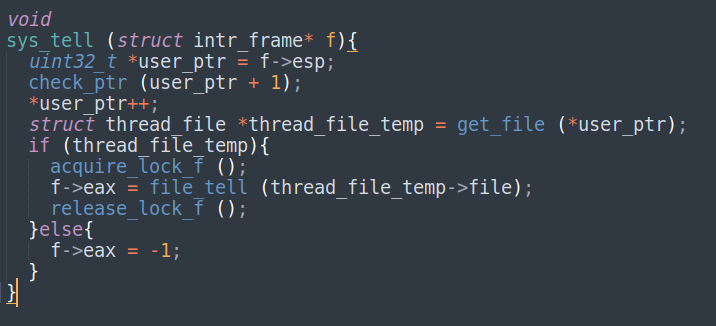 void
sys_tell (struct intr_frame* f){
  uint32_t *user_ptr = f->esp;
  check_ptr (user_ptr + 1);
  *user_ptr++;
  struct thread_file *thread_file_temp = get_file (*user_ptr);
  if (thread_file_temp){
    acquire_lock_f ();
    f->eax = file_tell (thread_file_temp->file);
    release_lock_f ();
  }else{
    f->eax = -1;
  }
}